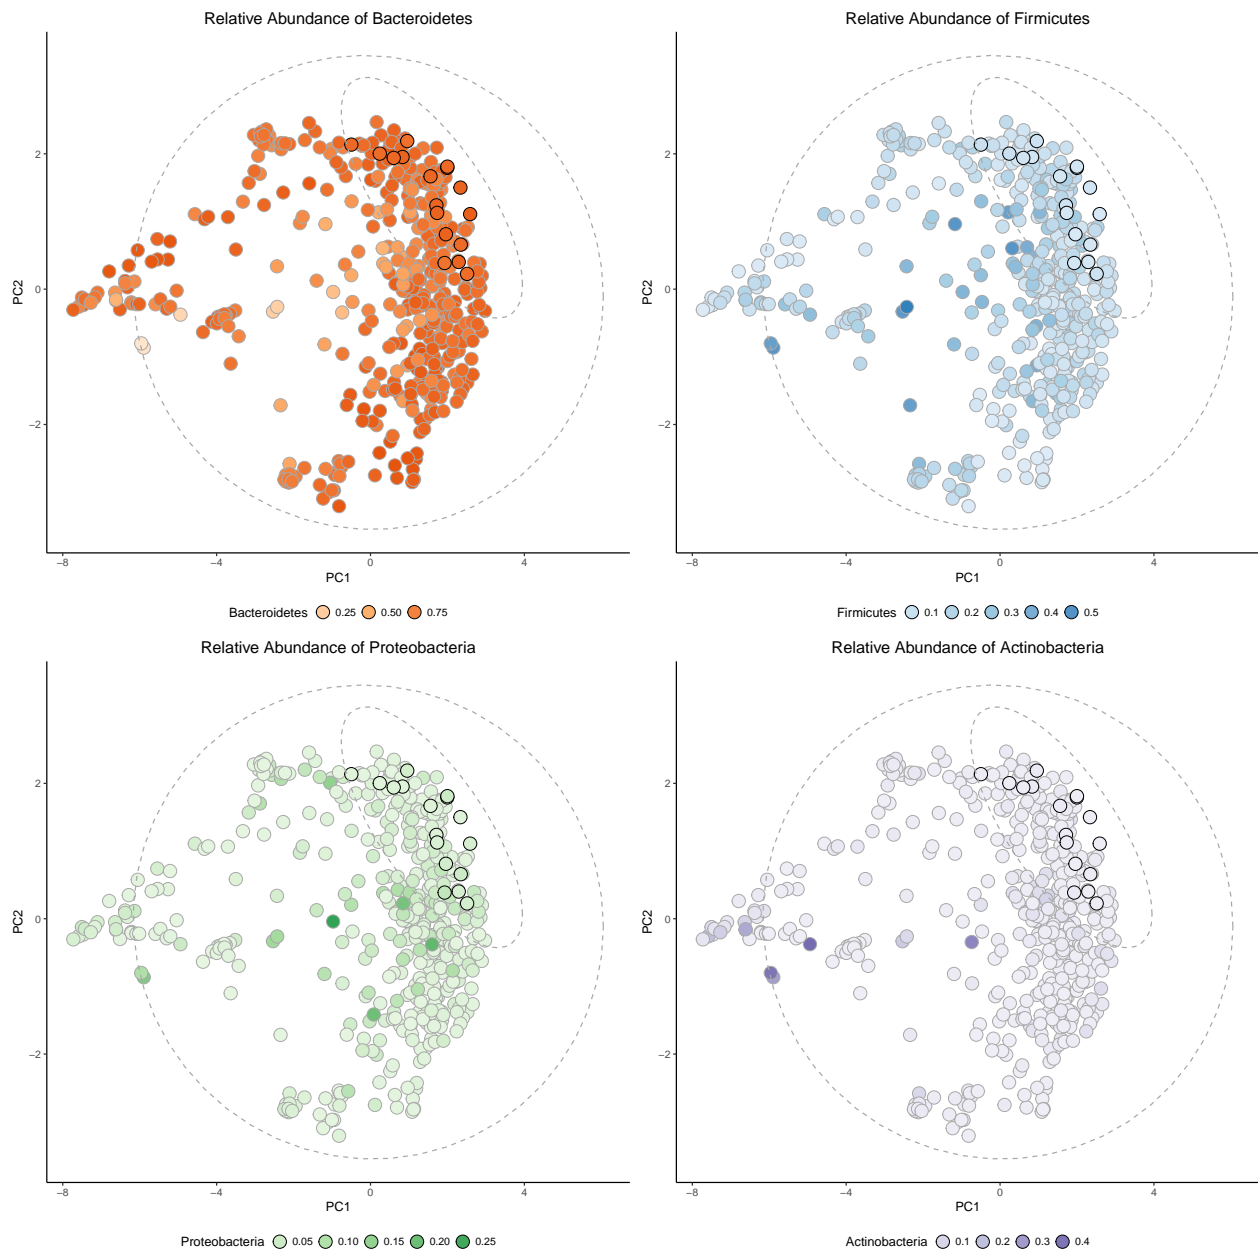 Relative Abundance of Bacteroidetes
2
0
−2
PC2
−8
−4
0
4
PC1
Bacteroidetes 0.25 0.50 0.75
Relative Abundance of Firmicutes
2
0
−2
PC2
−8
−4
0
4
PC1
Firmicutes 0.1 0.2 0.3 0.4 0.5
Relative Abundance of Proteobacteria
2
0
−2
PC2
−8
−4
0
4
PC1
Proteobacteria 0.05 0.10 0.15 0.20 0.25
Relative Abundance of Actinobacteria
2
0
−2
PC2
−8
−4
0
4
PC1
Actinobacteria 0.1 0.2 0.3 0.4